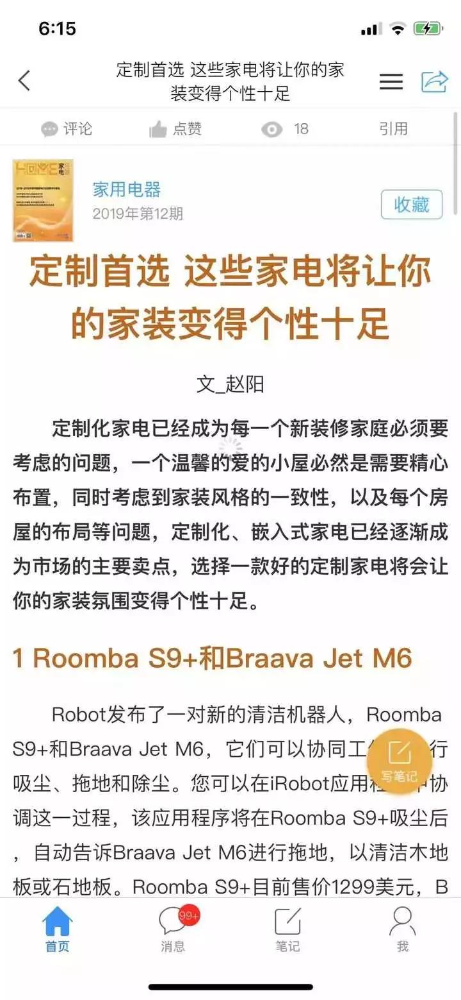 6:15
定制首选 这些家电将让你的家
装变得个性十足
评论 点赞 18 引用
HOME 家电
家用电器
2019年第12期
收藏
定制首选 这些家电将让你
的家装变得个性十足
文_赵阳
定制化家电已经成为每一个新装修家庭必须要
考虑的问题，一个温馨的爱的小屋必然是需要精心
布置，同时考虑到家装风格的一致性，以及每个房
屋的布局等问题，定制化、嵌入式家电已经逐渐成
为市场的主要卖点，选择一款好的定制家电将会让
你的家装氛围变得个性十足。
1 Roomba S9+和Braava Jet M6
Robot发布了一对新的清洁机器人，Roomba
S9+和Braava Jet M6，它们可以协同工 行
吸尘、拖地和除尘。您可以在iRobot应用程 中协
写笔记
调这一过程，该应用程序将在Roomba S9+吸尘后
，自动告诉Braava Jet M6进行拖地，以清洁木地
板或石地板。Roomba S9+目前售价1299美元，B
99+
首页 消息 笔记 我